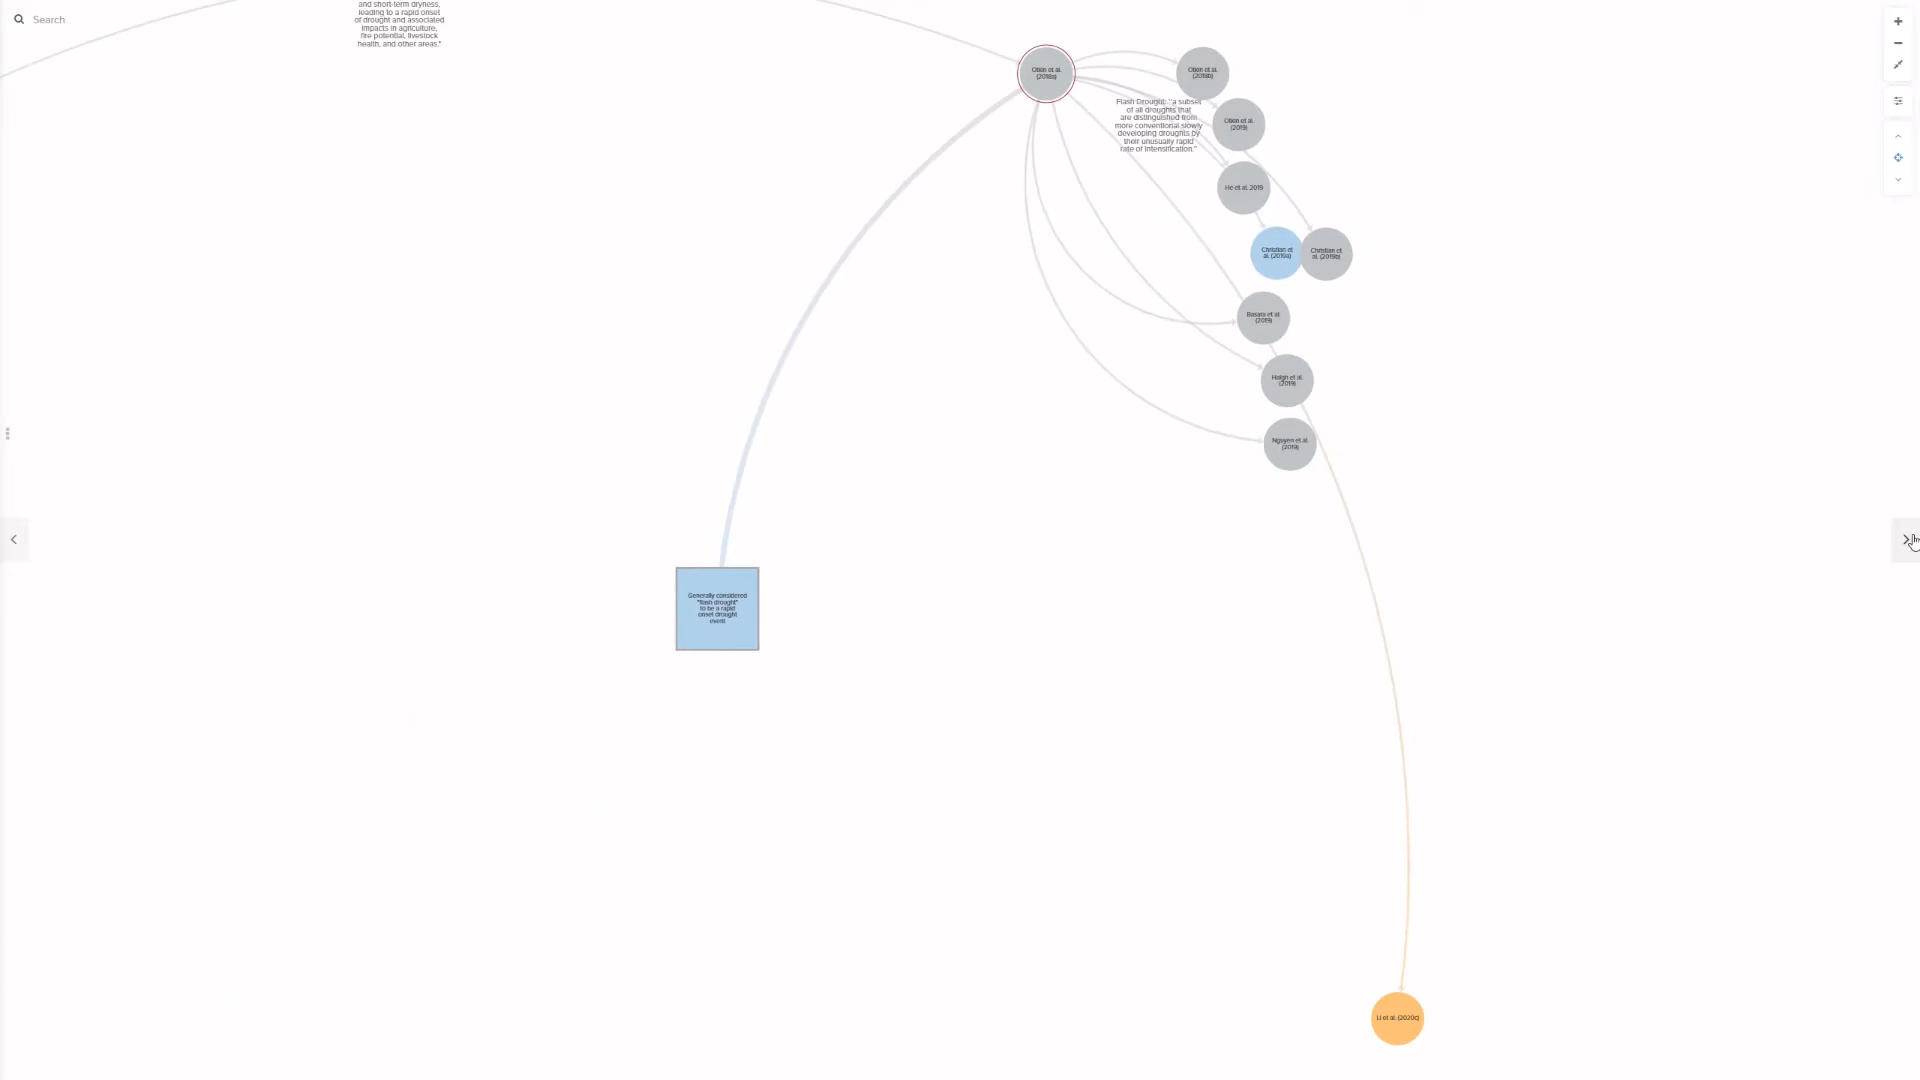 Search
and short-term dryness,
leading to a rapid onset
of drought and associated
impacts in agriculture,
fire potential, livestock
health, and other areas."
Otkin et al.
(2018a)
Otkin et al.
(2018b)
Flash Drought: "a subset
of all droughts that
are distinguished from
more conventional slowly
developing droughts by
their unusually rapid
rate of intensification."
Otkin et al.
(2019)
He et al. 2019
Christian et
al. (2019a)
Christian et
al. (2019b)
Basara et al.
(2019)
Haigh et al.
(2019)
Nguyen et al.
(2019)
Generally considered
"flash drought"
to be a rapid
onset drought
event
Li et al. (2020c)